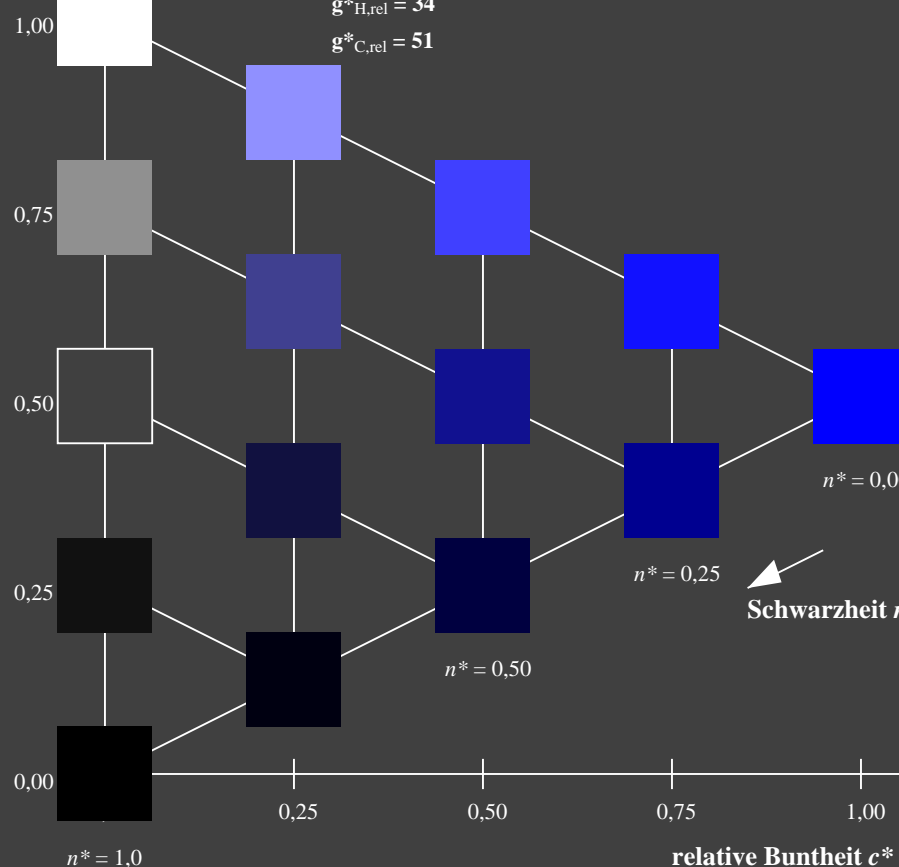 g*H,rel = 34
1,00
g*C,rel = 51
0,75
0,50
n* = 0,0
0,25
n* = 0,25
Schwarzheit n
n* = 0,50
0,00
0,25 0,50 0,75 1,00
n* = 1,0
relative Buntheit c*